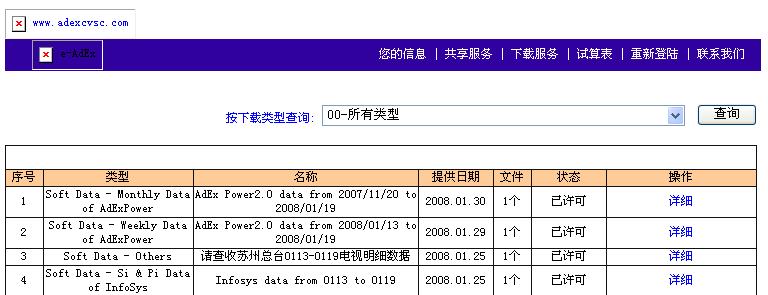 www.adexcvsc.com
e-AdEx
您的信息 | 共享服务 | 下载服务 | 试算表 | 重新登陆 | 联系我们
按下载类型查询: 00-所有类型 查询
序号 类型 名称 提供日期 文件 状态 操作
1 Soft Data - Monthly Data of AdExPower AdEx Power2.0 data from 2007/11/20 to 2008/01/19 2008.01.30 1个 已许可 详细
2 Soft Data - Weekly Data of AdExPower AdEx Power2.0 data from 2008/01/13 to 2008/01/19 2008.01.29 1个 已许可 详细
3 Soft Data - Others 请查收苏州总台0113-0119电视明细数据 2008.01.25 1个 已许可 详细
4 Soft Data - Si & Pi Data of InfoSys Infosys data from 0113 to 0119 2008.01.25 1个 已许可 详细